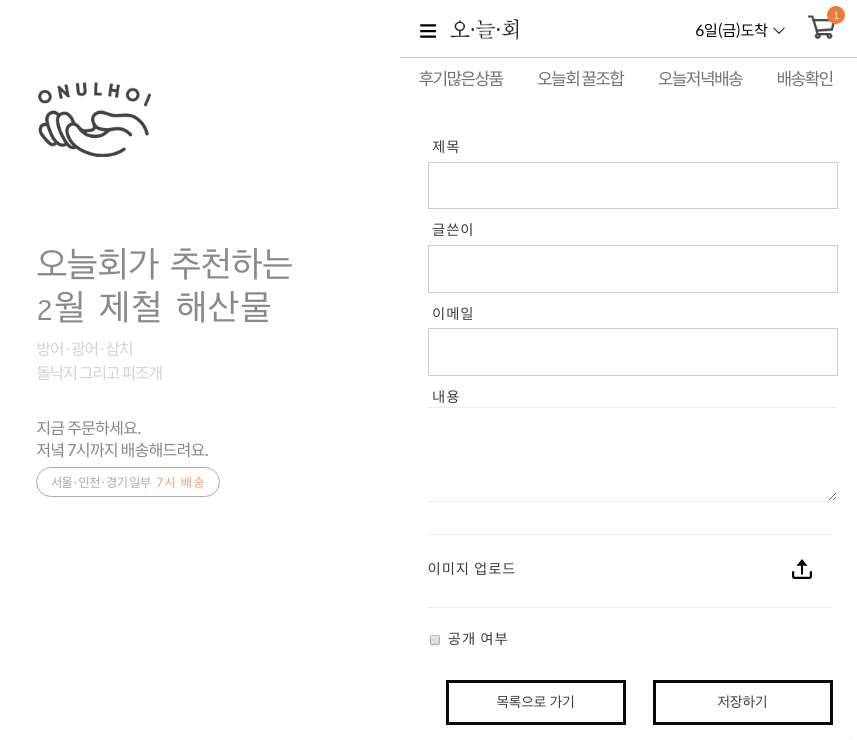 ONULHOI
오늘회가 추천하는
2월 제철 해산물
방어·광어·삼치
돌낙지 그리고 피조개
지금 주문하세요.
저녁 7시까지 배송해드려요.
서울·인천·경기 일부 7시 배송
오·늘·회
6일(금)도착
1
후기많은상품 오늘회 꿀조합 오늘저녁배송 배송확인
제목
글쓴이
이메일
내용
이미지 업로드
공개 여부
목록으로 가기 저장하기